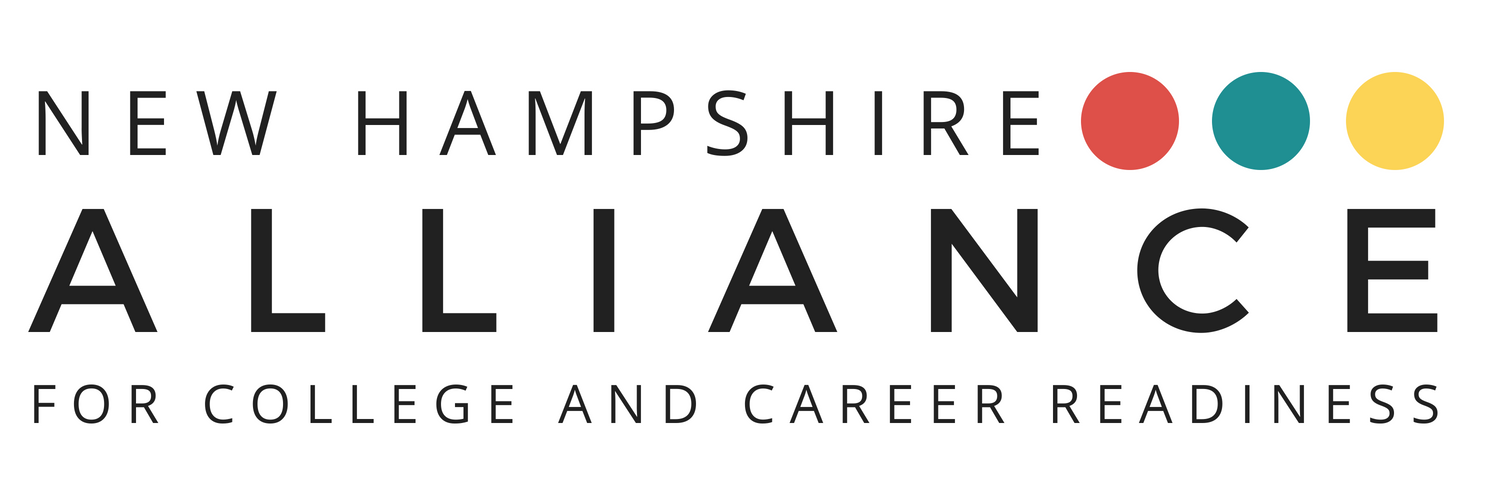 NEW HAMPSHIRE
ALLIANCE
FOR COLLEGE AND CAREER READINESS